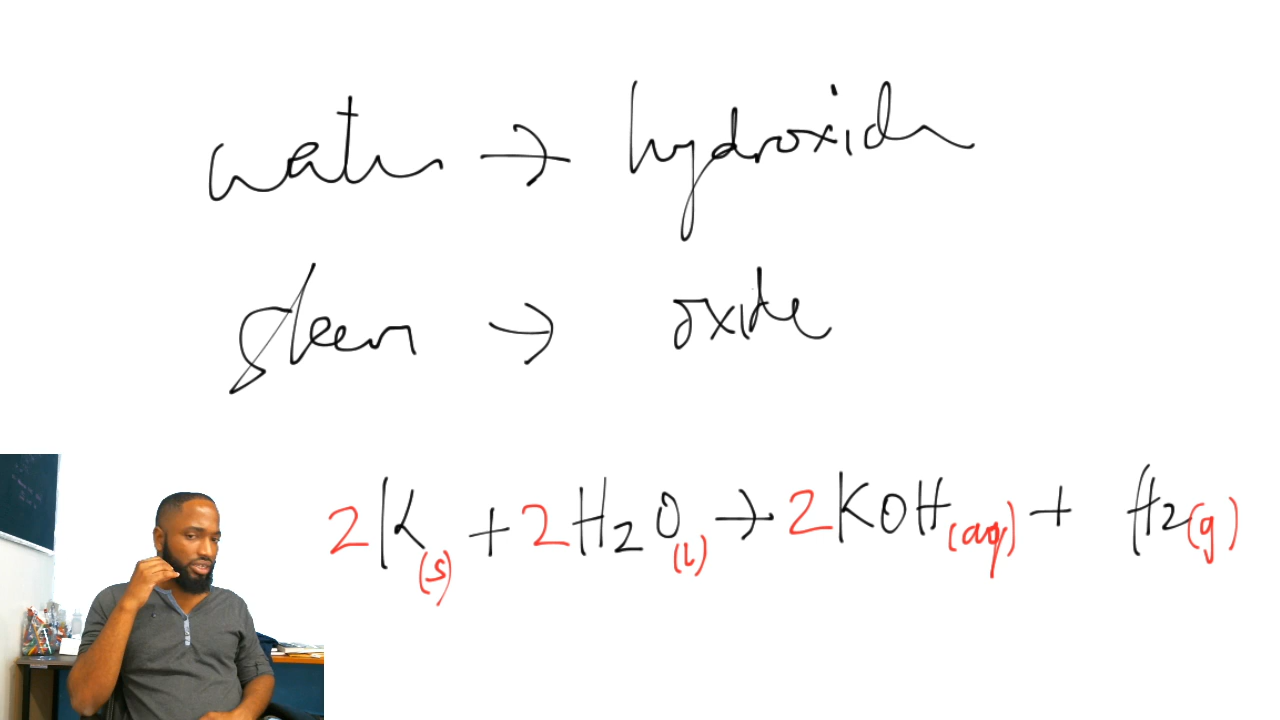 water → hydroxide
steam → oxide
2K(s) + 2H2O(l) → 2KOH(aq) + H2(g)